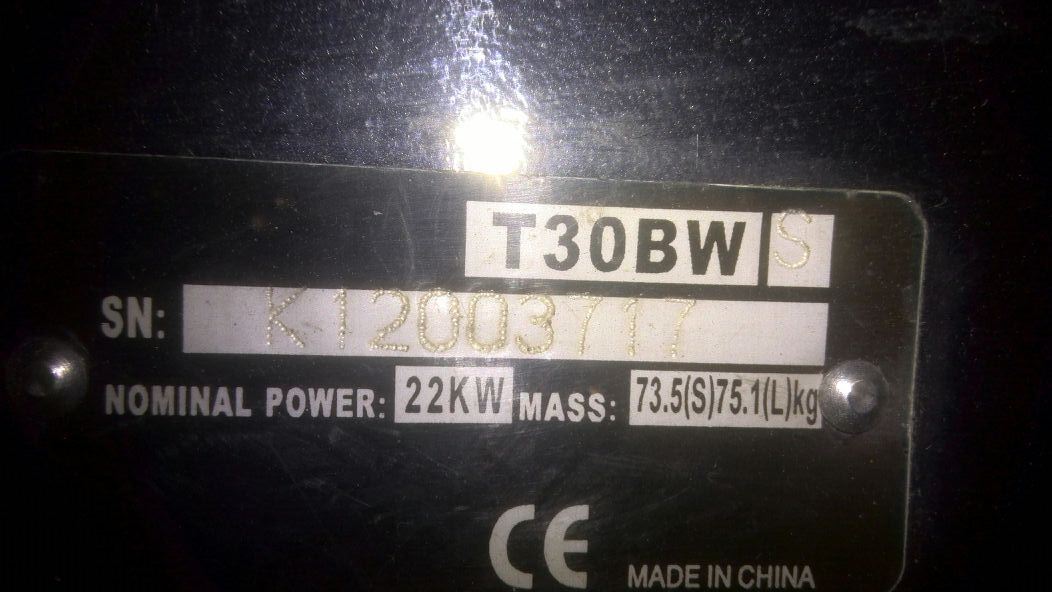 T30BW S
SN: K12003717
NOMINAL POWER: 22KW MASS: 73.5(S)75.1(L)kg
CE
MADE IN CHINA